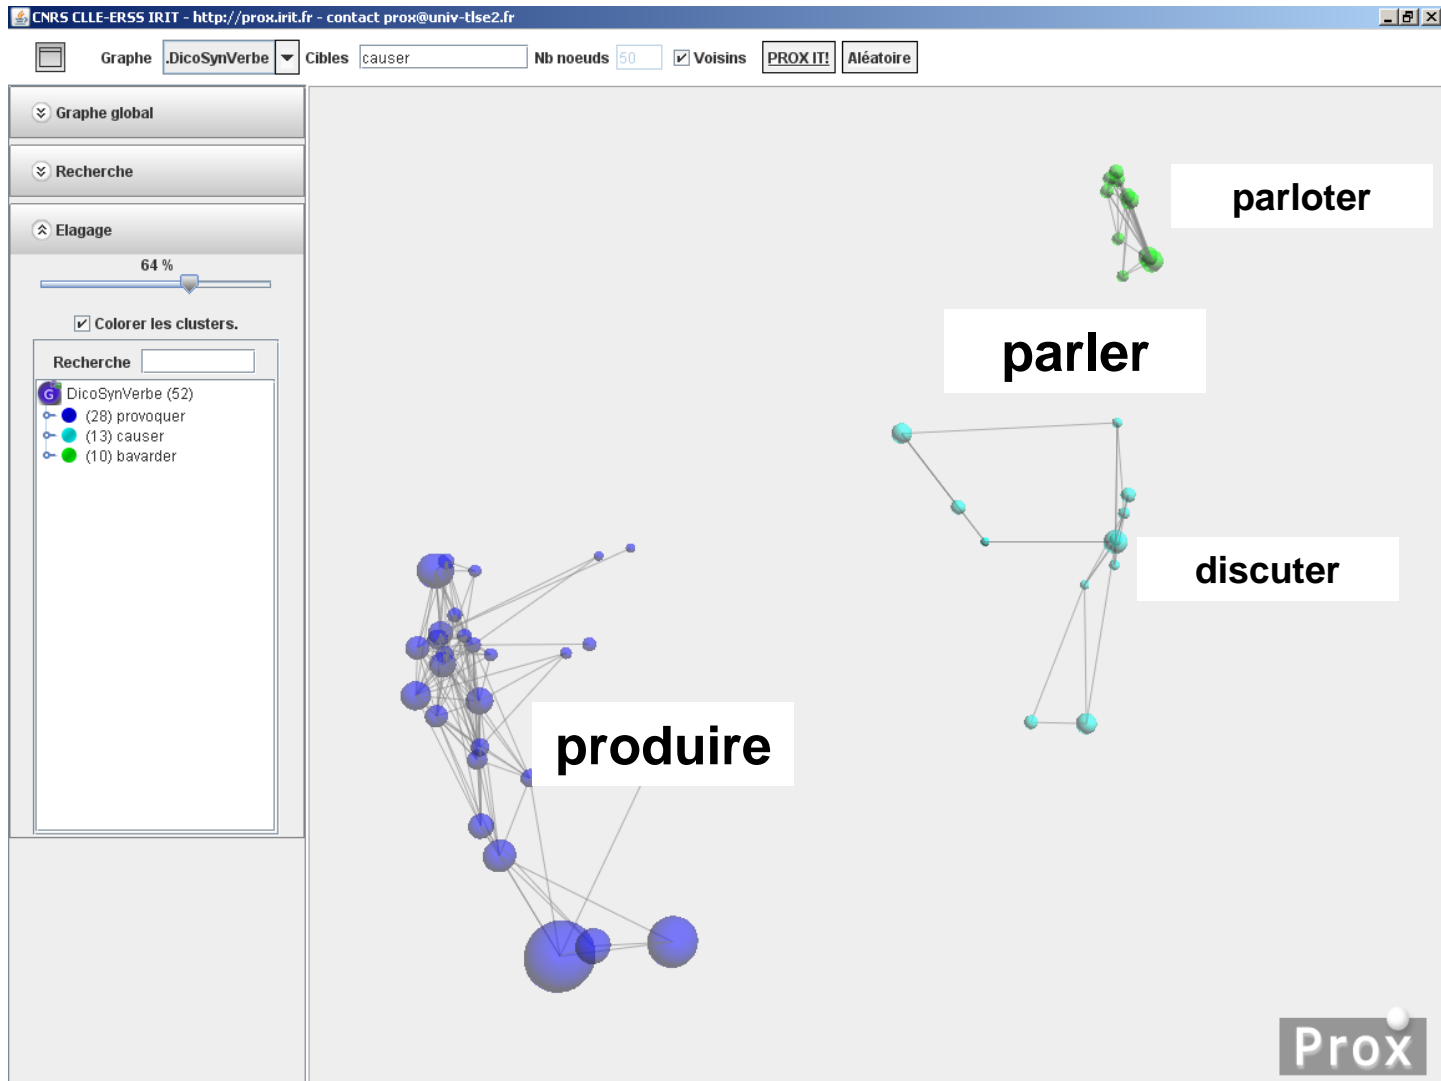 CNRS CLLE-ERSS IRIT - http://prox.irit.fr - contact prox@univ-tlse2.fr
Graphe .DicoSynVerbe Cibles causer Nb noeuds 50 Voisins PROX IT! Aléatoire
Graphe global
Recherche
Elagage
64 %
Colorer les clusters.
Recherche
G DicoSynVerbe (52)
(28) provoquer
(13) causer
(10) bavarder
parloter
parler
discuter
produire
Prox